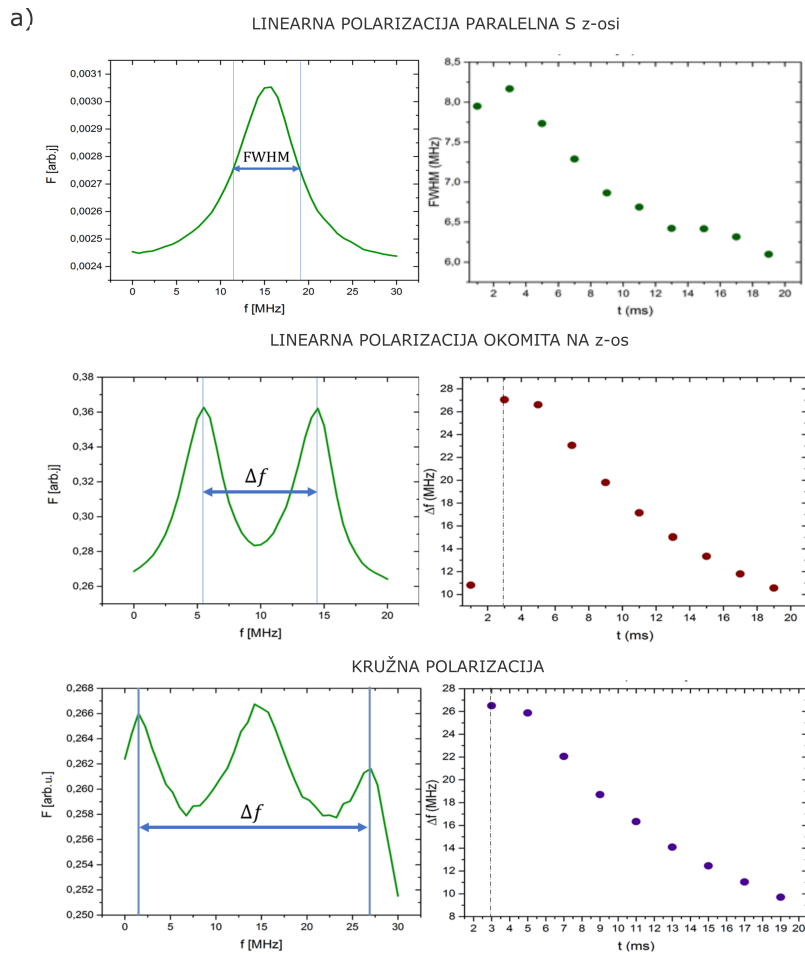 a)
LINEARNA POLARIZACIJA PARALELNA S z-osi
0,0031
0,0030
0,0029
0,0028
0,0027
0,0026
0,0025
0,0024
F [arb.j]
FWHM
0 5 10 15 20 25 30
f [MHz]
8,5
8,0
7,5
7,0
6,5
6,0
FWHM (MHz)
2 4 6 8 10 12 14 16 18 20
t (ms)
LINEARNA POLARIZACIJA OKOMITA NA z-os
0,38
0,36
0,34
0,32
0,30
0,28
0,26
F [arb.j]
Δf
0 5 10 15 20
f [MHz]
28
26
24
22
20
18
16
14
12
10
Δf (MHz)
2 4 6 8 10 12 14 16 18 20
t (ms)
KRUŽNA POLARIZACIJA
0,268
0,266
0,264
0,262
0,260
0,258
0,256
0,254
0,252
0,250
F [arb.u.]
Δf
0 5 10 15 20 25 30
f [MHz]
28
26
24
22
20
18
16
14
12
10
8
Δf (MHz)
2 3 4 5 6 7 8 9 10 11 12 13 14 15 16 17 18 19 20
t (ms)